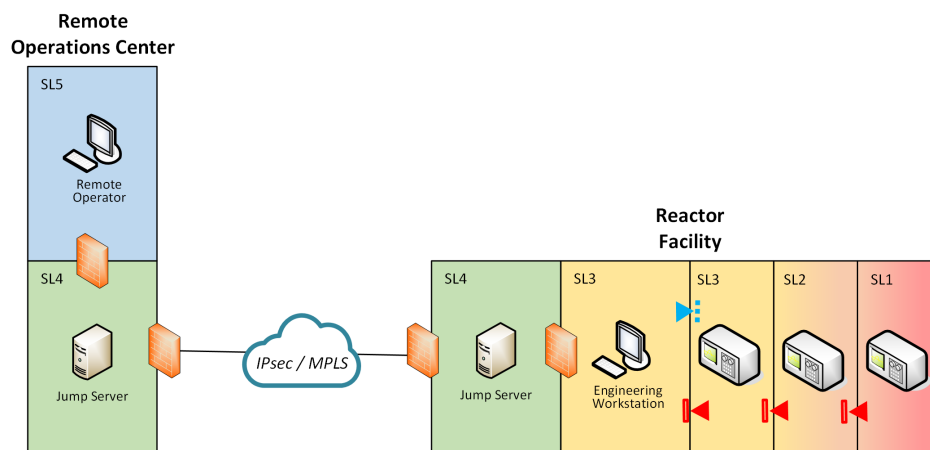 Remote
Operations Center
SL5
Remote
Operator
SL4
Jump Server
IPsec / MPLS
Reactor
Facility
SL4
Jump Server
SL3
Engineering
Workstation
SL3
SL2
SL1